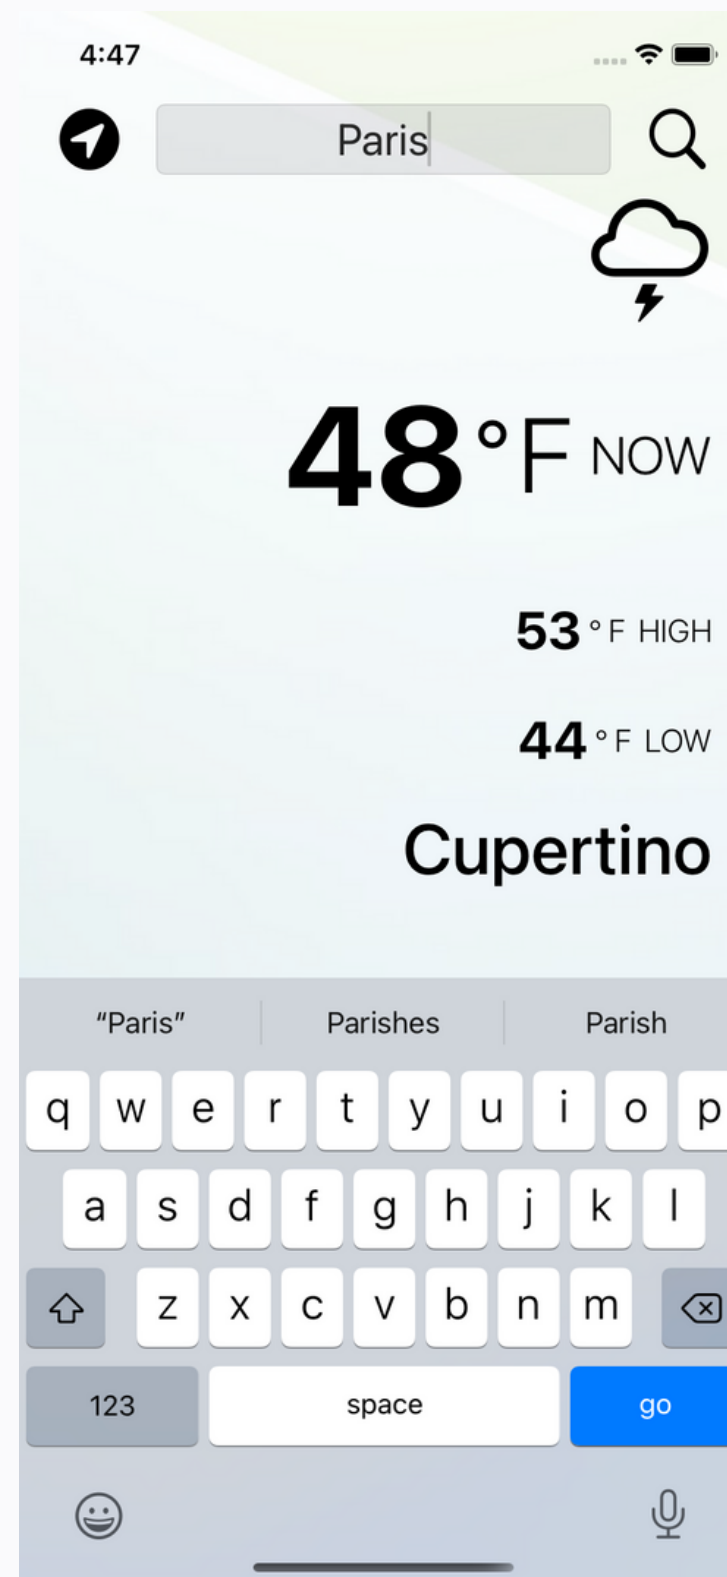 4:47
Paris
48°F NOW
53°F HIGH
44°F LOW
Cupertino
“Paris” Parishes Parish
q w e r t y u i o p
a s d f g h j k l
z x c v b n m
123 space go